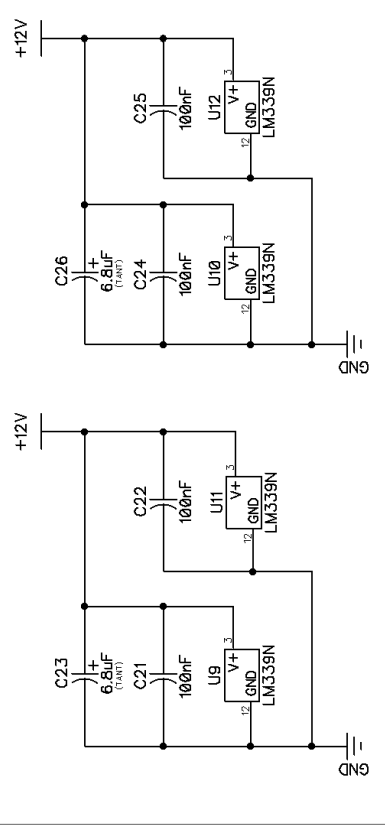 +12V
C25
100nF
3
V+
GND
12
U12
LM339N
C26
6.8uF
(TANT)
C24
100nF
3
V+
GND
12
U10
LM339N
GND
+12V
C22
100nF
3
V+
GND
12
U11
LM339N
C23
6.8uF
(TANT)
C21
100nF
3
V+
GND
12
U9
LM339N
GND